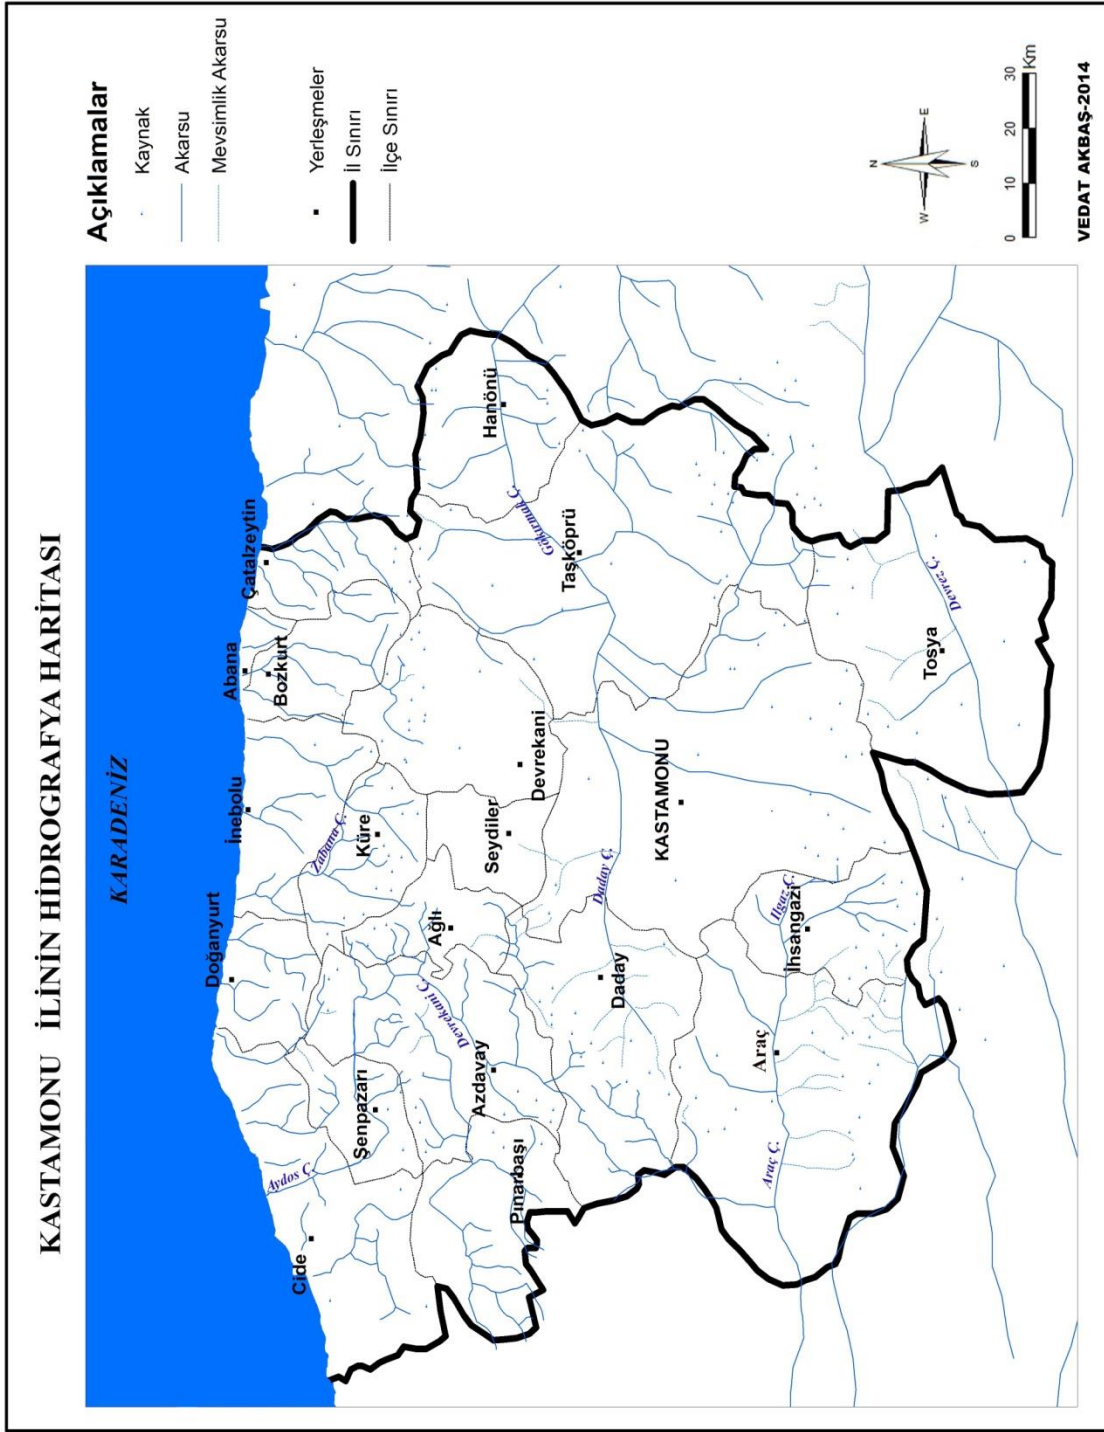 KASTAMONU İLİNİN HİDROGRAFYA HARİTASI
KARADENİZ
Cide
Aydos Ç.
Şenpazarı
Doğanyurt
İnebolu
Abana
Bozkurt
Çatalzeytin
Zabana Ç.
Küre
Ağlı
Devrekani Ç.
Azdavay
Pınarbaşı
Seydiler
Devrekani
Hanönü
Gökırmak Ç.
Taşköprü
Daday Ç.
Daday
KASTAMONU
Ilgaz Ç.
İhsangazi
Araç
Araç Ç.
Tosya
Devrez Ç.
Açıklamalar
Kaynak
Akarsu
Mevsimlik Akarsu
Yerleşmeler
İl Sınırı
İlçe Sınırı
N
W
E
S
0 10 20 30
Km
VEDAT AKBAŞ-2014